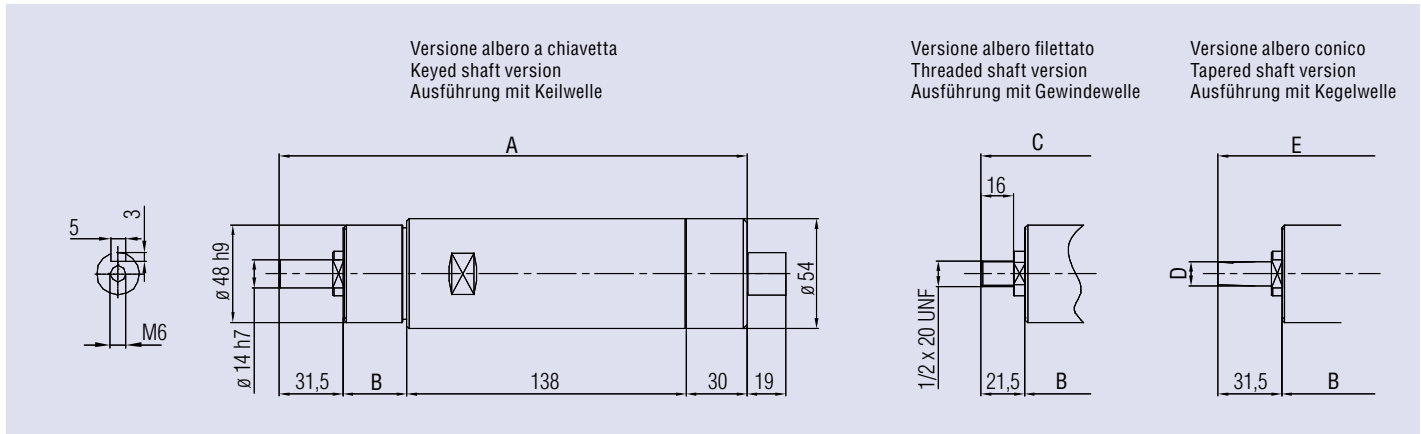 Versione albero a chiavetta
Keyed shaft version
Ausführung mit Keilwelle
Versione albero filettato
Threaded shaft version
Ausführung mit Gewindewelle
Versione albero conico
Tapered shaft version
Ausführung mit Kegelwelle
A
C
E
16
5
3
ø 48 h9
ø 14 h7
ø 54
1/2 x 20 UNF
D
M6
31,5
B
138
30
19
21,5
B
31,5
B